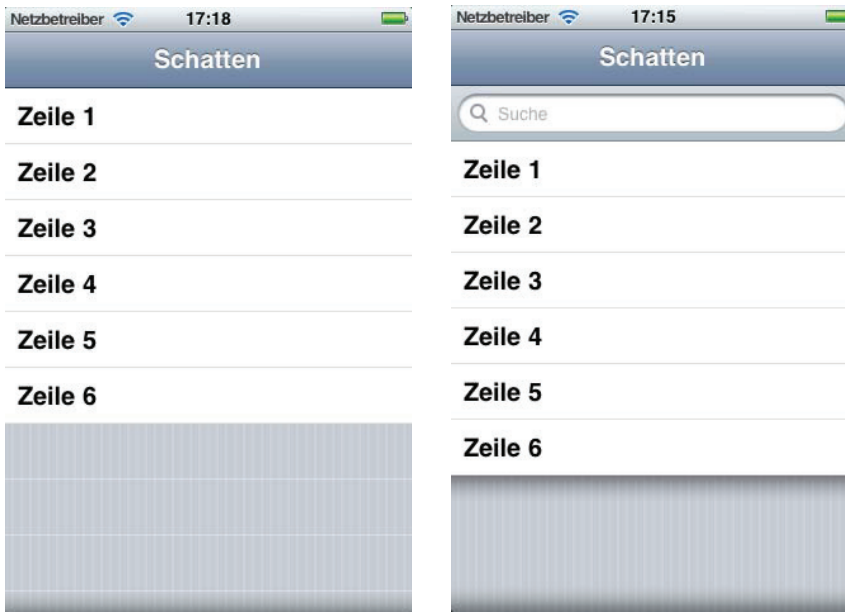 Netzbetreiber 17:18
Schatten
Zeile 1
Zeile 2
Zeile 3
Zeile 4
Zeile 5
Zeile 6
Netzbetreiber 17:15
Schatten
Suche
Zeile 1
Zeile 2
Zeile 3
Zeile 4
Zeile 5
Zeile 6